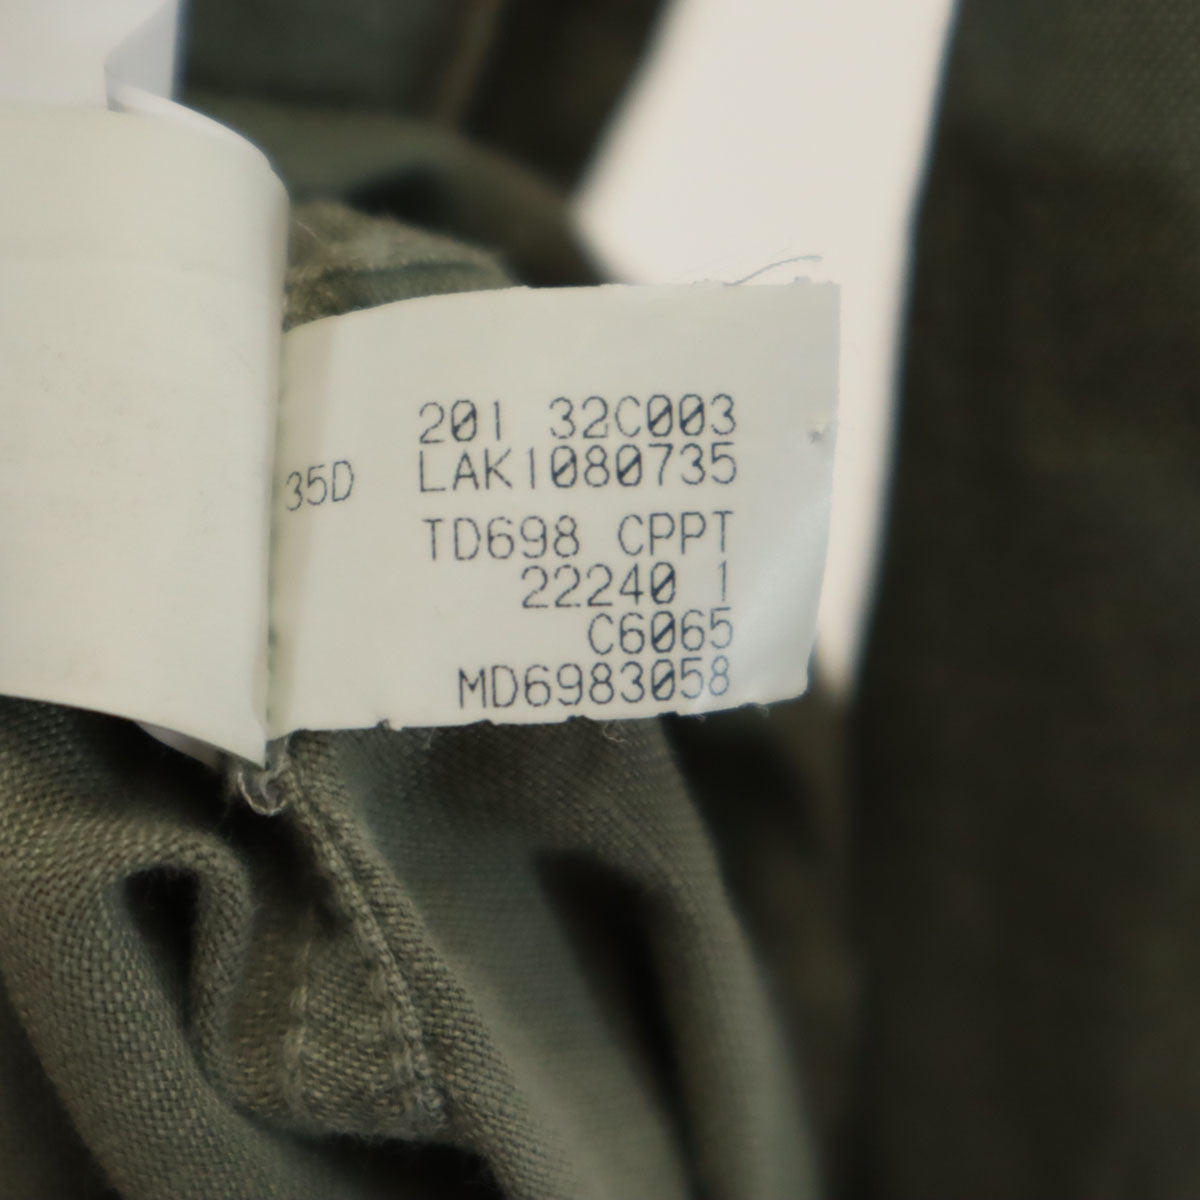 201 32C003
35D LAK1080735
TD698 CPPT
22240 1
C6065
MD6983058